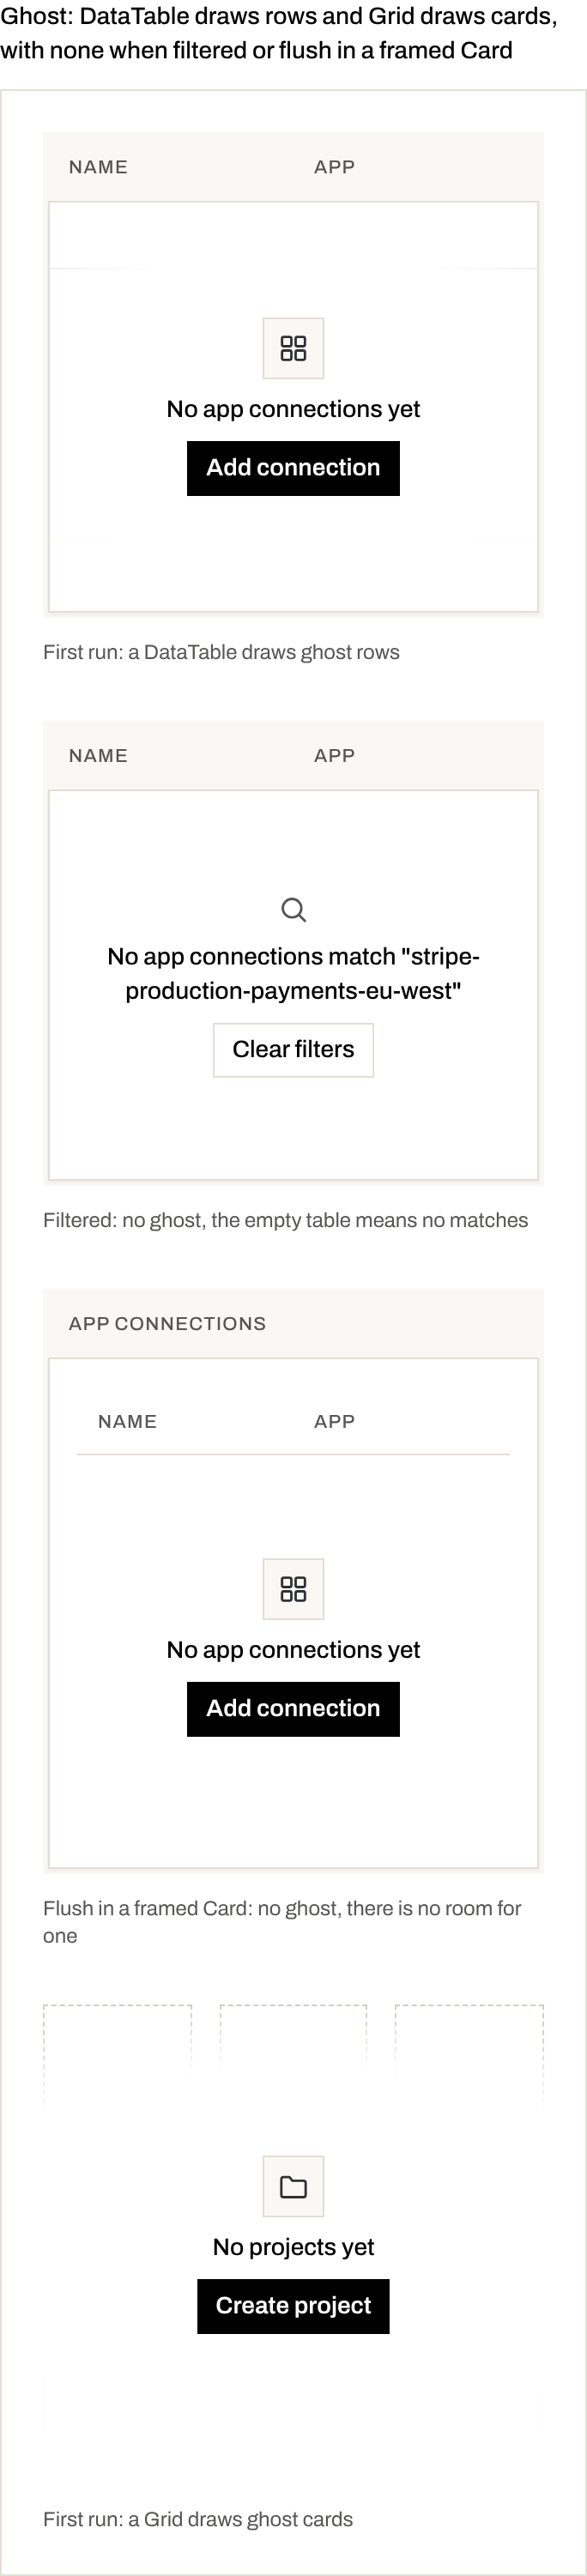 Ghost: DataTable draws rows and Grid draws cards,
with none when filtered or flush in a framed Card
NAME APP
No app connections yet
Add connection
First run: a DataTable draws ghost rows
NAME APP
No app connections match "stripe-
production-payments-eu-west"
Clear filters
Filtered: no ghost, the empty table means no matches
APP CONNECTIONS
NAME APP
No app connections yet
Add connection
Flush in a framed Card: no ghost, there is no room for
one
No projects yet
Create project
First run: a Grid draws ghost cards